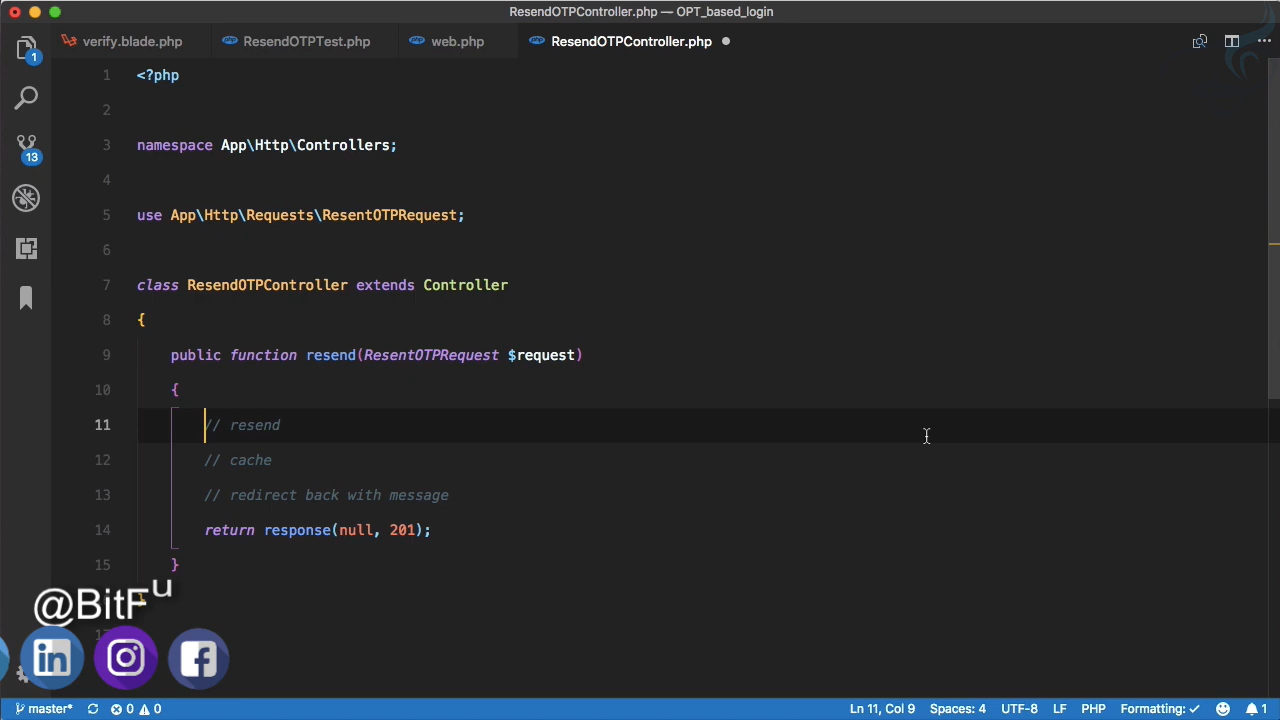 ResendOTPController.php — OPT_based_login
verify.blade.php
ResendOTPTest.php
web.php
ResendOTPController.php
1
13
1 <?php
2
3 namespace App\Http\Controllers;
4
5 use App\Http\Requests\ResentOTPRequest;
6
7 class ResendOTPController extends Controller
8 {
9 public function resend(ResentOTPRequest $request)
10 {
11 // resend
12 // cache
13 // redirect back with message
14 return response(null, 201);
15 }
}
@BitFu
in
f
master*
0 0
Ln 11, Col 9 Spaces: 4 UTF-8 LF PHP Formatting: ✓ 1